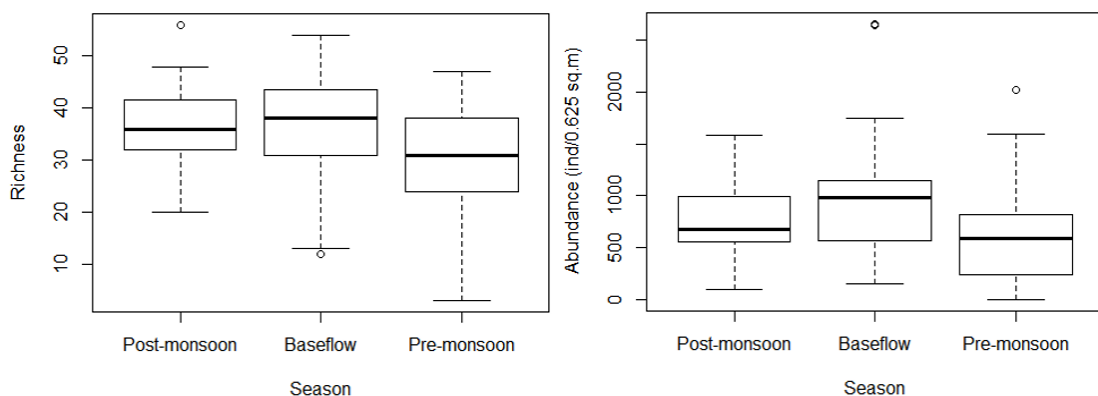 Richness
10
20
30
40
50
Post-monsoon
Baseflow
Pre-monsoon
Season
Abundance (ind/0.625 sq.m)
0
500
1000
2000
Post-monsoon
Baseflow
Pre-monsoon
Season